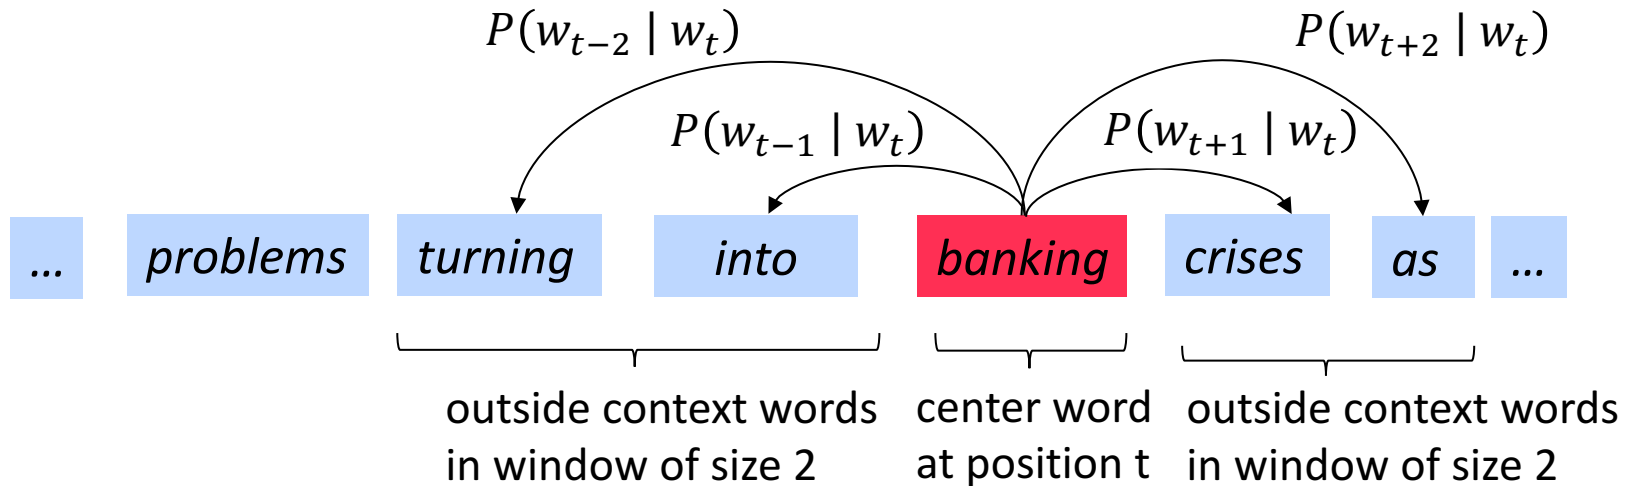 P(w_{t−2} | w_t) P(w_{t+2} | w_t)
P(w_{t−1} | w_t) P(w_{t+1} | w_t)
... problems turning into banking crises as ...
outside context words center word outside context words
in window of size 2 at position t in window of size 2